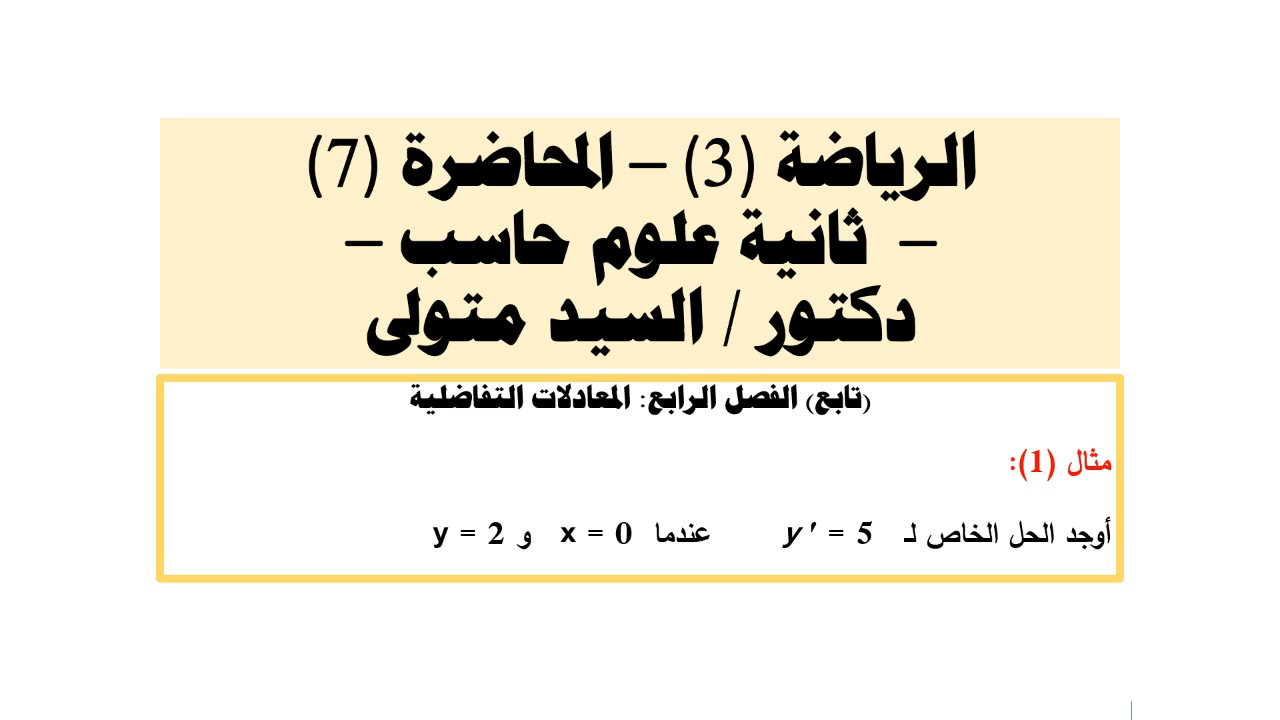 الرياضة (3) – المحاضرة (7)
– ثانية علوم حاسب –
دكتور / السيد متولى
(تابع) الفصل الرابع: المعادلات التفاضلية
مثال (1):
أوجد الحل الخاص لـ y′ = 5 عندما x = 0 و y = 2